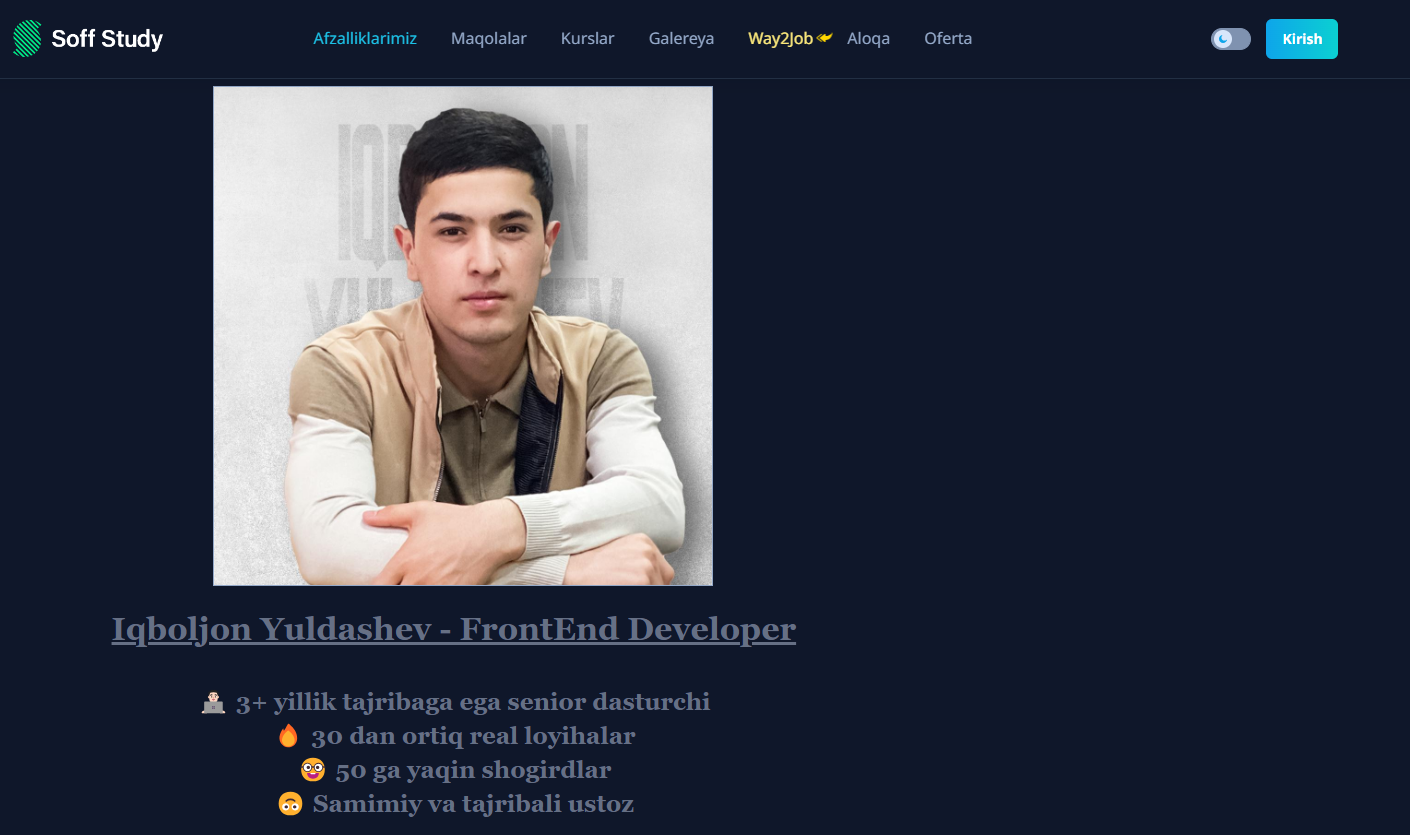 Soff Study
Afzalliklarimiz Maqolalar Kurslar Galereya Way2Job Aloqa Oferta
Kirish
Iqboljon Yuldashev - FrontEnd Developer
3+ yillik tajribaga ega senior dasturchi
30 dan ortiq real loyihalar
50 ga yaqin shogirdlar
Samimiy va tajribali ustoz